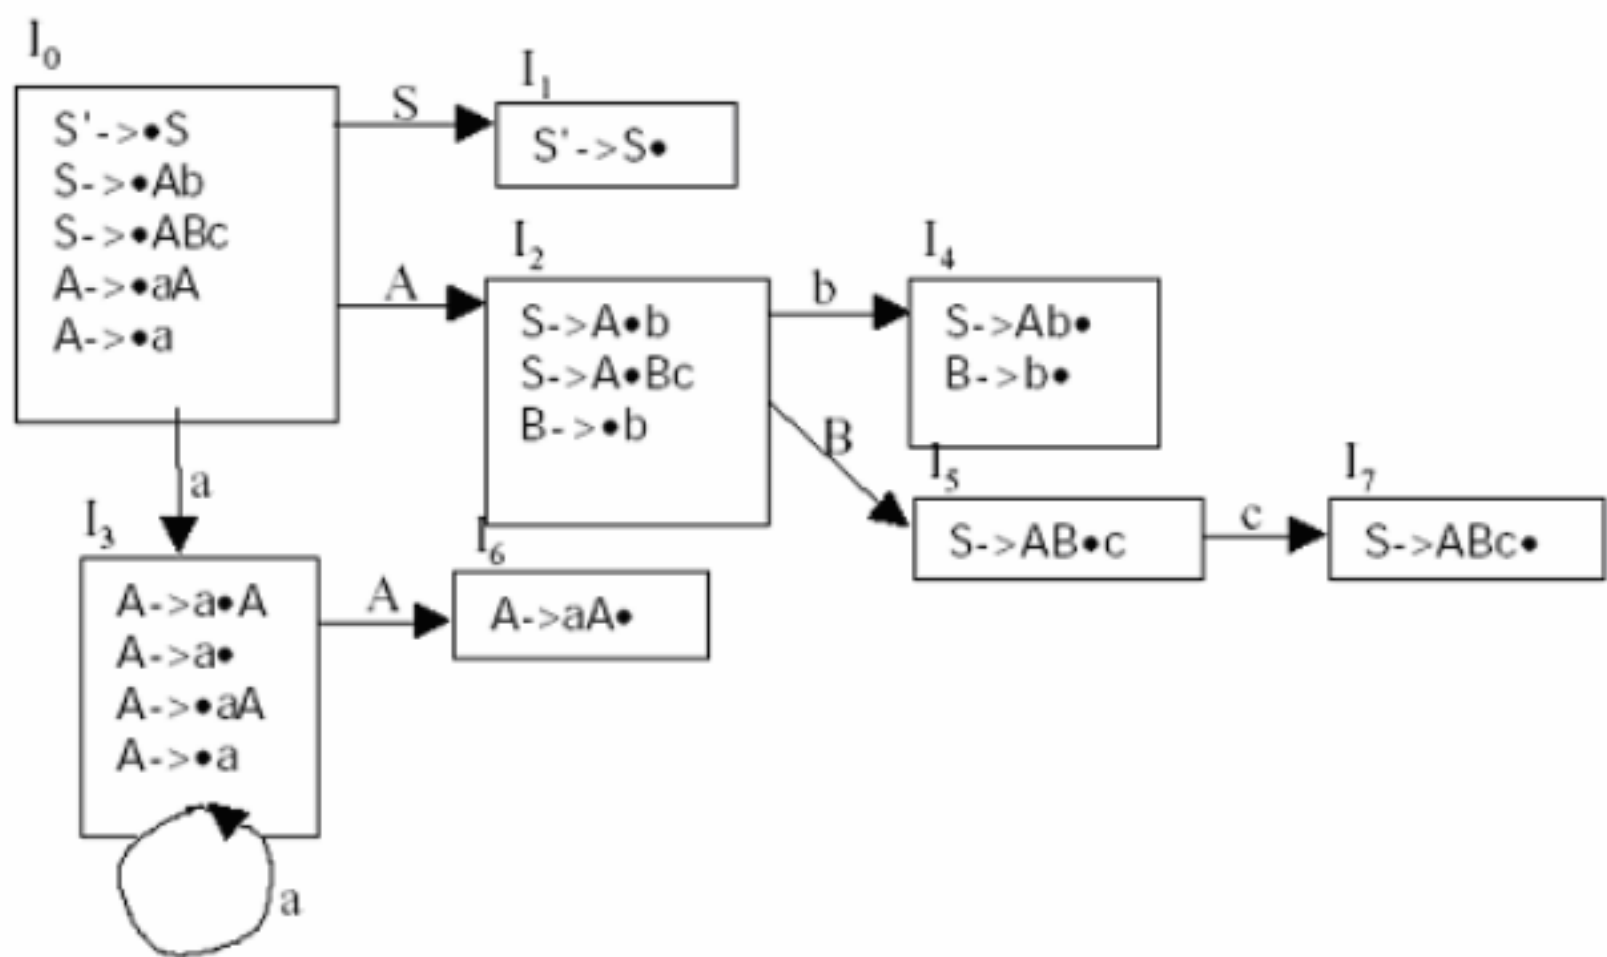 I0
S'->•S
S->•Ab
S->•ABc
A->•aA
A->•a
S
I1
S'->S•
A
I2
S->A•b
S->A•Bc
B->•b
b
I4
S->Ab•
B->b•
B
I5
S->AB•c
c
I7
S->ABc•
a
I3
A->a•A
A->a•
A->•aA
A->•a
A
I6
A->aA•
a